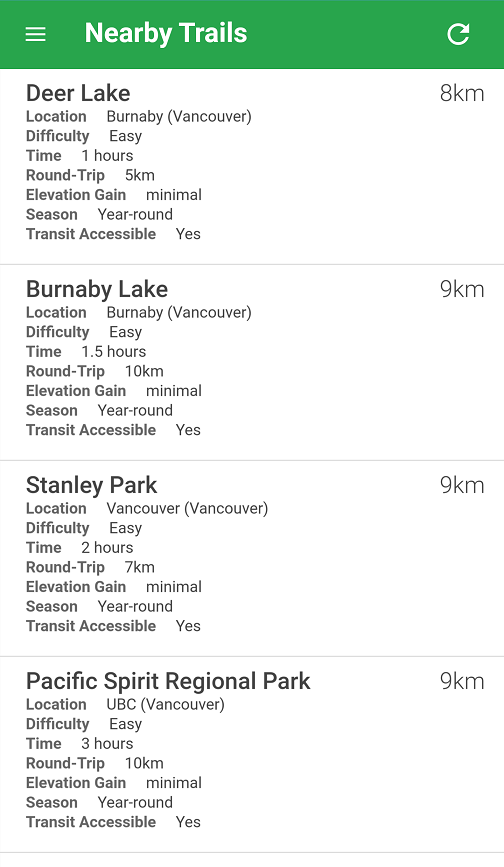 Nearby Trails
Deer Lake 8km
Location Burnaby (Vancouver)
Difficulty Easy
Time 1 hours
Round-Trip 5km
Elevation Gain minimal
Season Year-round
Transit Accessible Yes
Burnaby Lake 9km
Location Burnaby (Vancouver)
Difficulty Easy
Time 1.5 hours
Round-Trip 10km
Elevation Gain minimal
Season Year-round
Transit Accessible Yes
Stanley Park 9km
Location Vancouver (Vancouver)
Difficulty Easy
Time 2 hours
Round-Trip 7km
Elevation Gain minimal
Season Year-round
Transit Accessible Yes
Pacific Spirit Regional Park 9km
Location UBC (Vancouver)
Difficulty Easy
Time 3 hours
Round-Trip 10km
Elevation Gain minimal
Season Year-round
Transit Accessible Yes